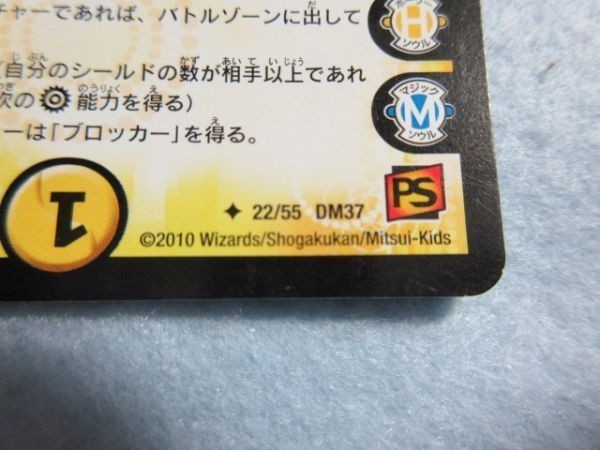 チャーであれば、バトルゾーンに出して
(自分のシールドの数が相手以上であれ
次の 能力を得る)
ーは「ブロッカー」を得る。
ホーリー
H
ソウル
マジック
M
ソウル
1
PS
✦ 22/55 DM37
©2010 Wizards/Shogakukan/Mitsui-Kids